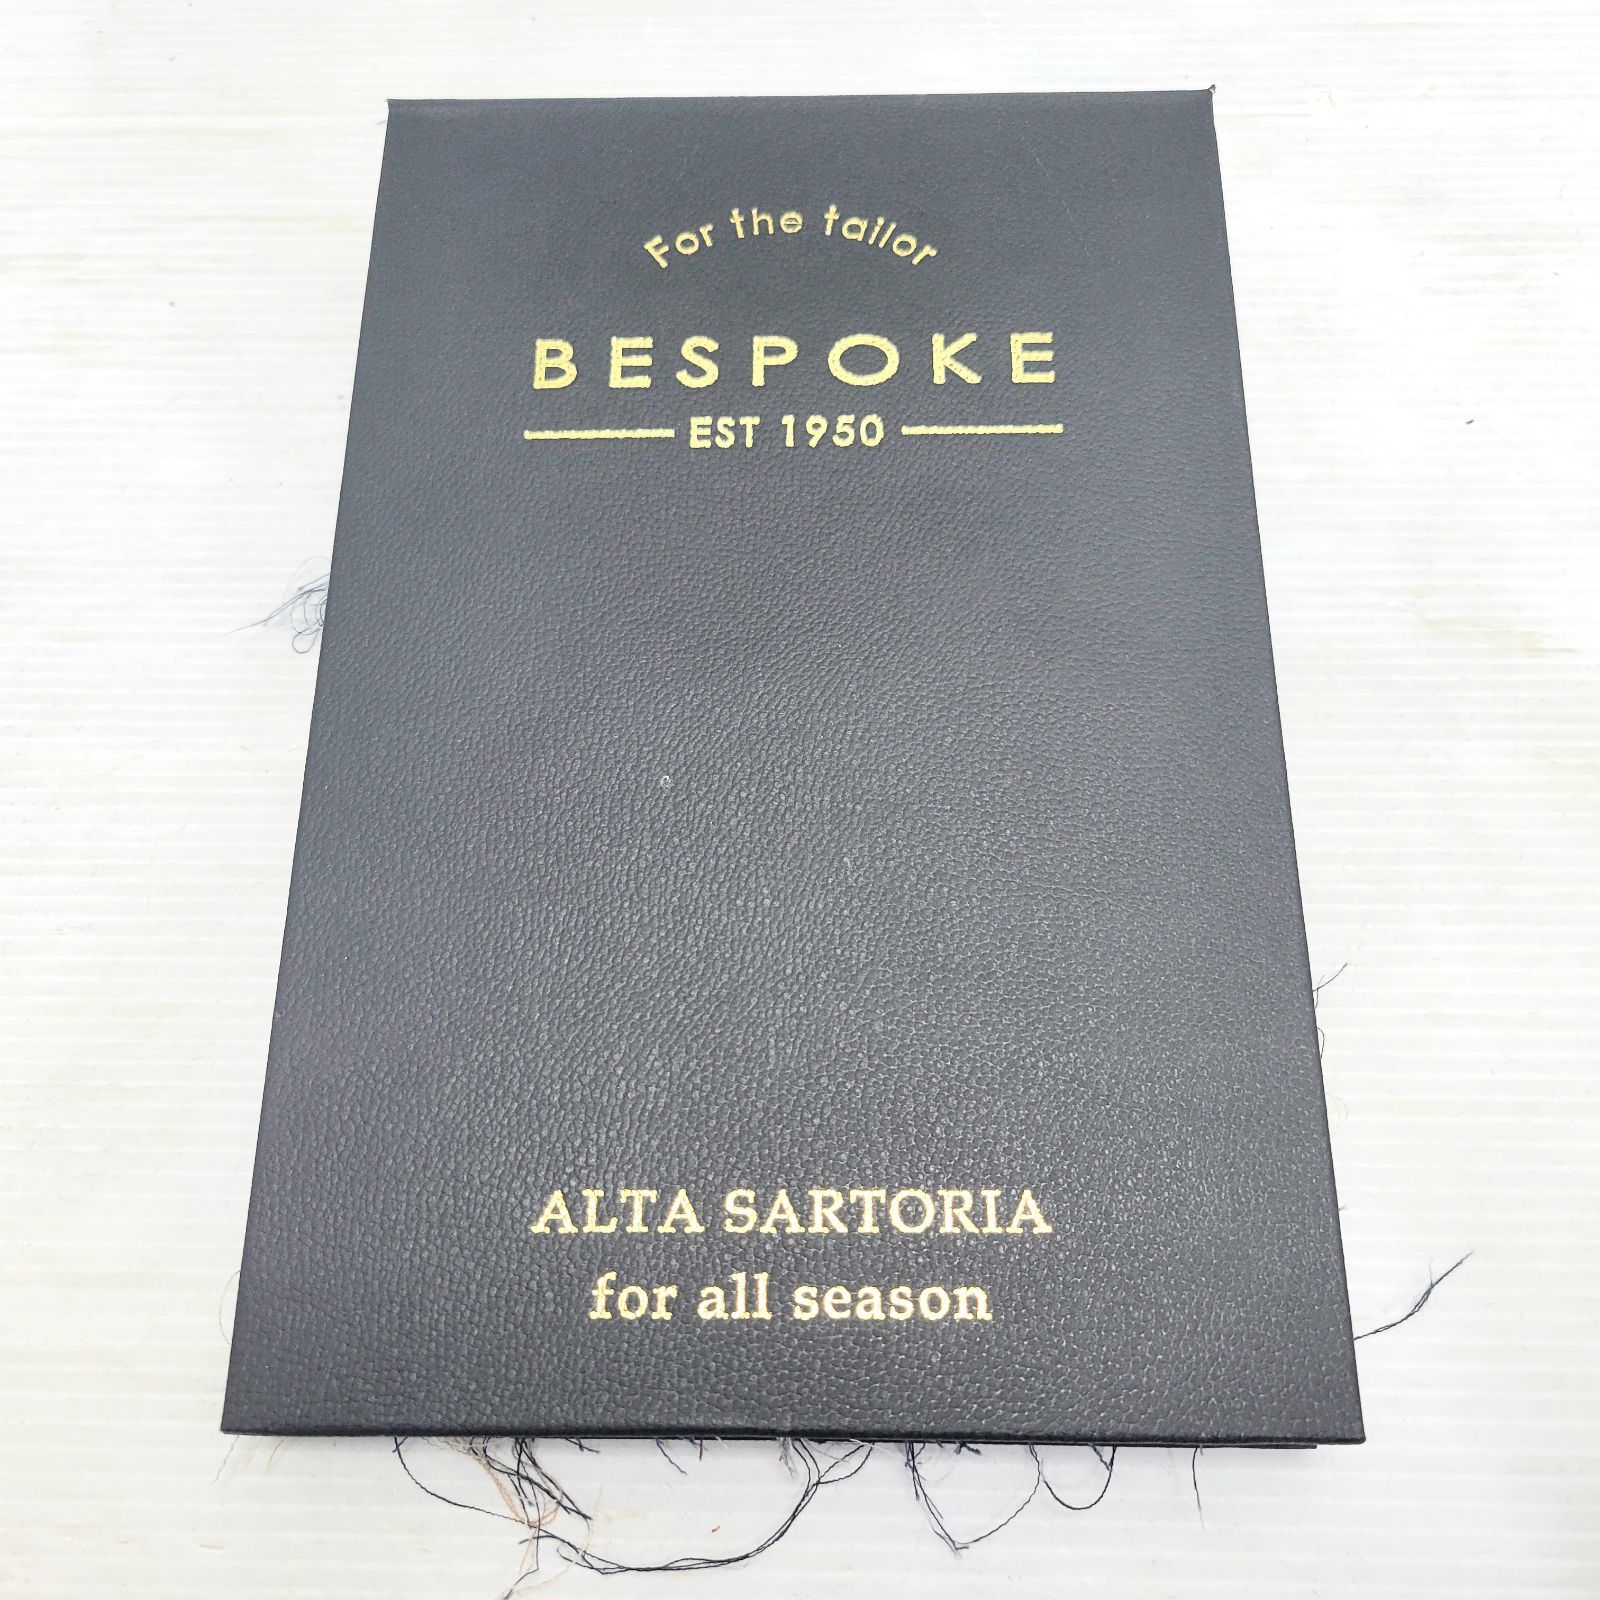 For the tailor
BESPOKE
EST 1950
ALTA SARTORIA
for all season